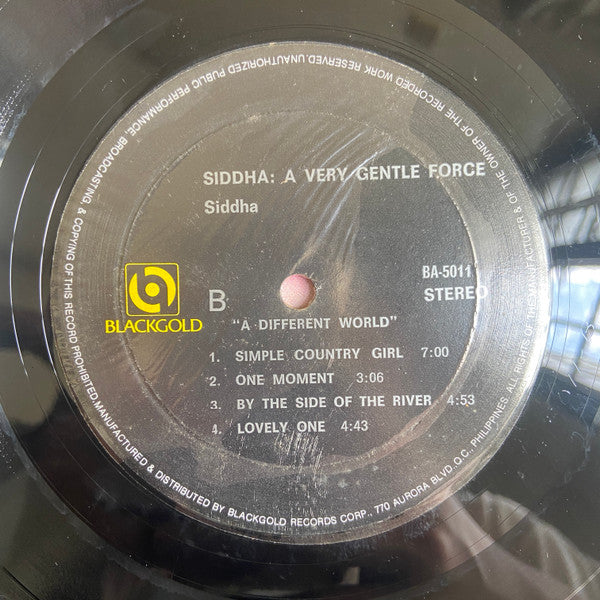 SIDDHA: A VERY GENTLE FORCE
Siddha
BLACKGOLD
B
BA-5011
STEREO
"A DIFFERENT WORLD"
1. SIMPLE COUNTRY GIRL 7:00
2. ONE MOMENT 3:06
3. BY THE SIDE OF THE RIVER 4:53
4. LOVELY ONE 4:43
MANUFACTURED & DISTRIBUTED BY BLACKGOLD RECORDS CORP., 770 AURORA BLVD. Q.C. PHILIPPINES. ALL RIGHTS OF THE MANUFACTURER & OF THE OWNER OF THE RECORDED WORK RESERVED. UNAUTHORIZED PUBLIC PERFORMANCE, BROADCASTING, & COPYING OF THIS RECORD PROHIBITED.